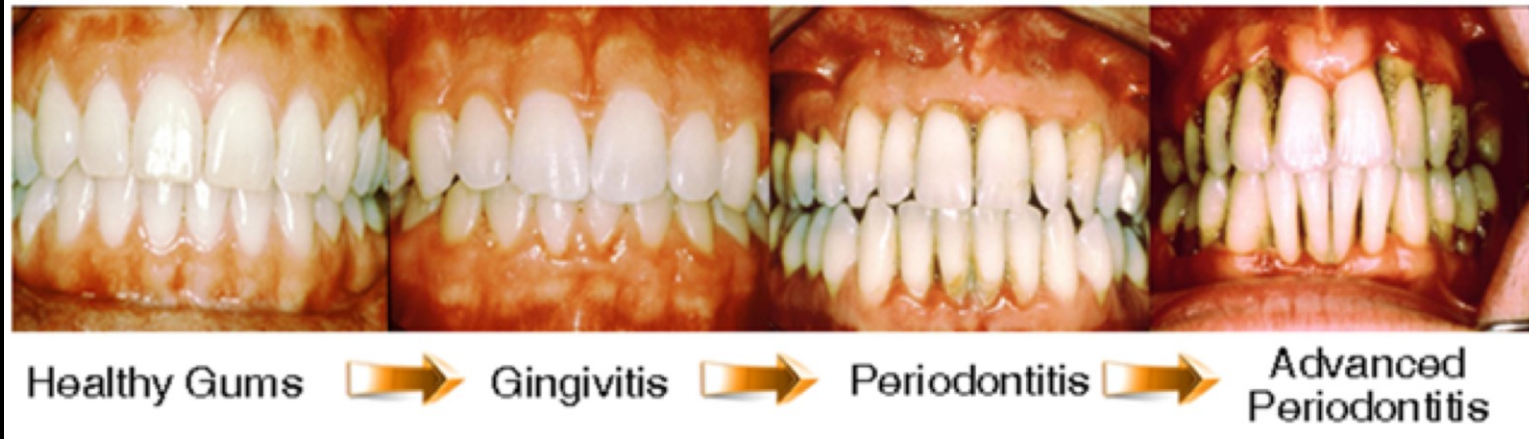 Healthy Gums
Gingivitis
Periodontitis
Advanced
Periodontitis